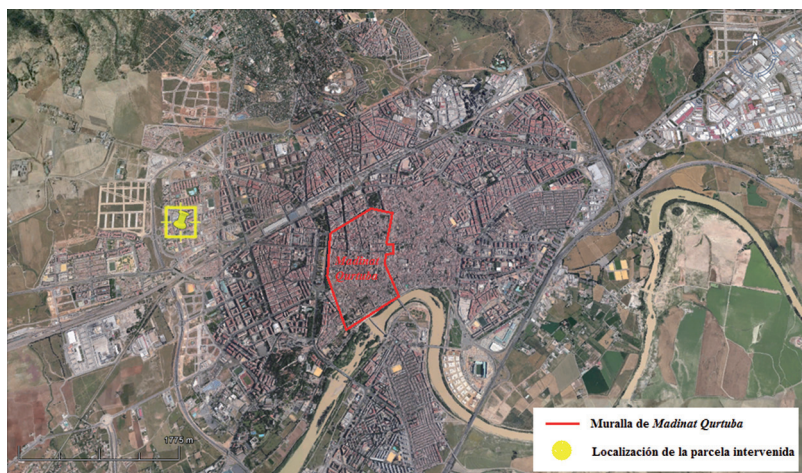 N
Madinat
Qurtuba
1775 m
Muralla de Madinat Qurtuba
Localización de la parcela intervenida